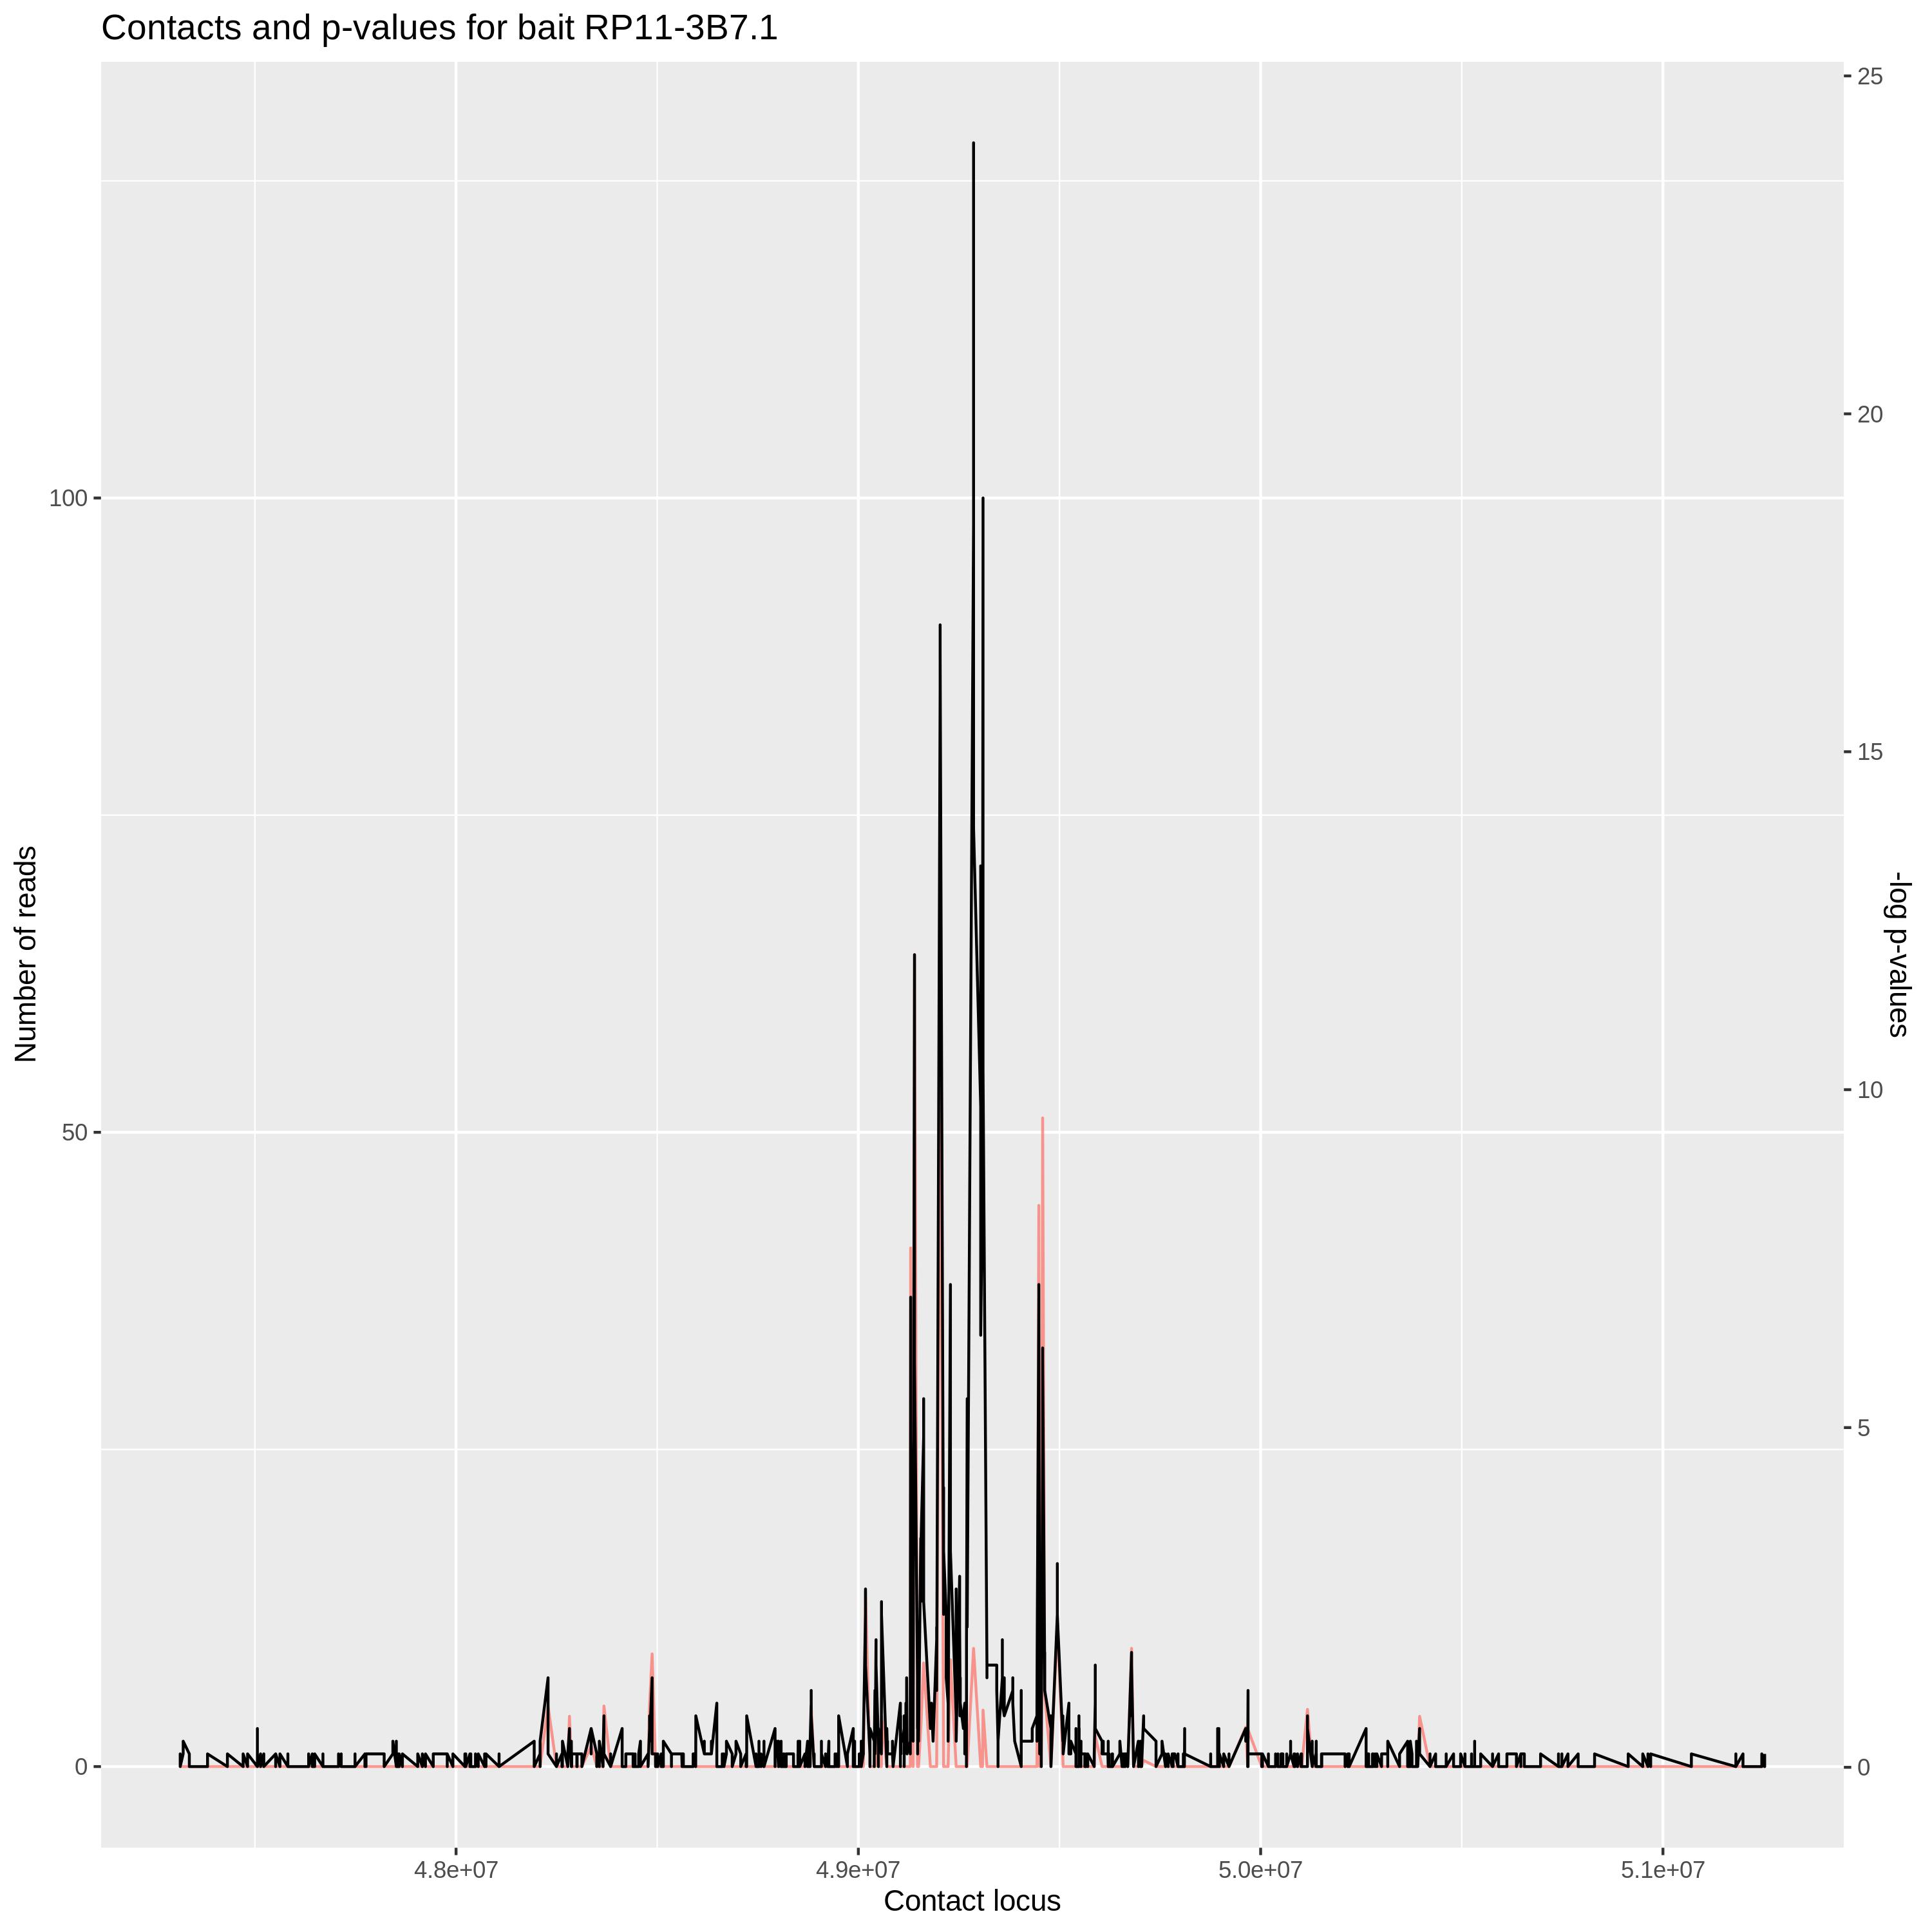 Contacts and p-values for bait RP11-3B7.1
25
20
100
15
Number of reads
-log p-values
10
50
5
0
0
4.8e+07
4.9e+07
5.0e+07
5.1e+07
Contact locus